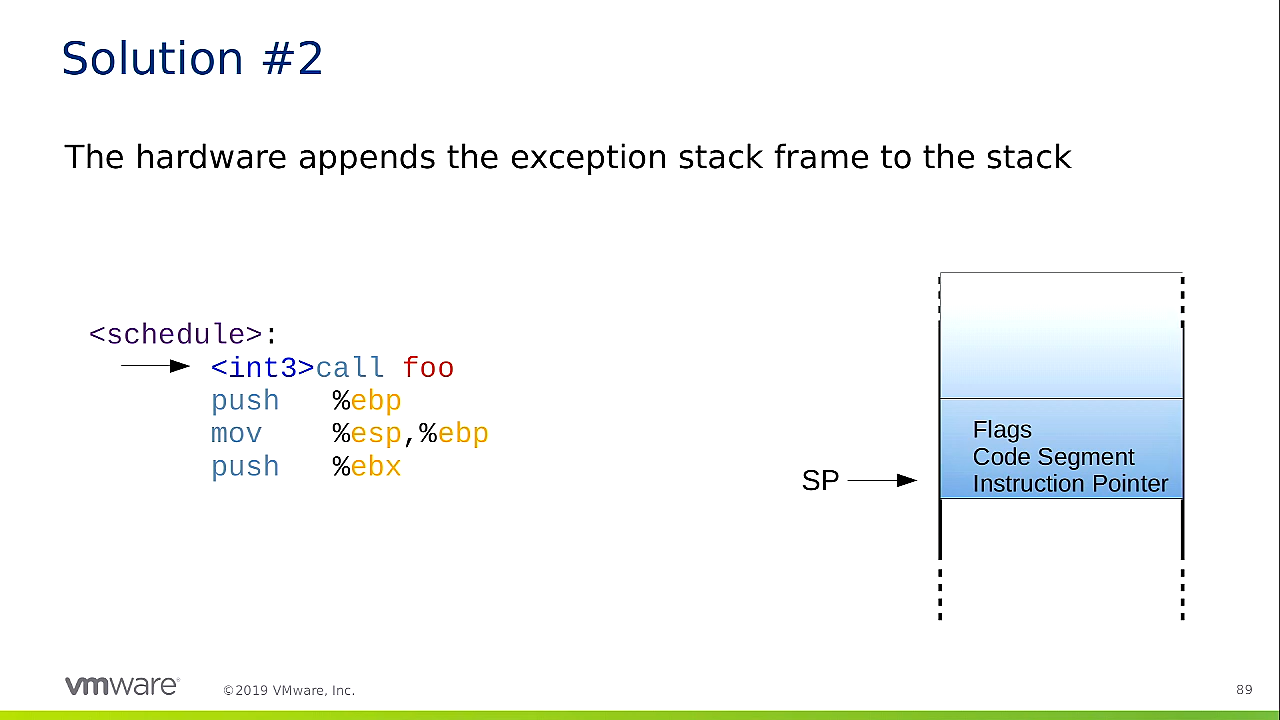 Solution #2
The hardware appends the exception stack frame to the stack
<schedule>:
<int3>call foo
push %ebp
mov %esp,%ebp
push %ebx
Flags
Code Segment
SP
Instruction Pointer
vmware
©2019 VMware, Inc.
89